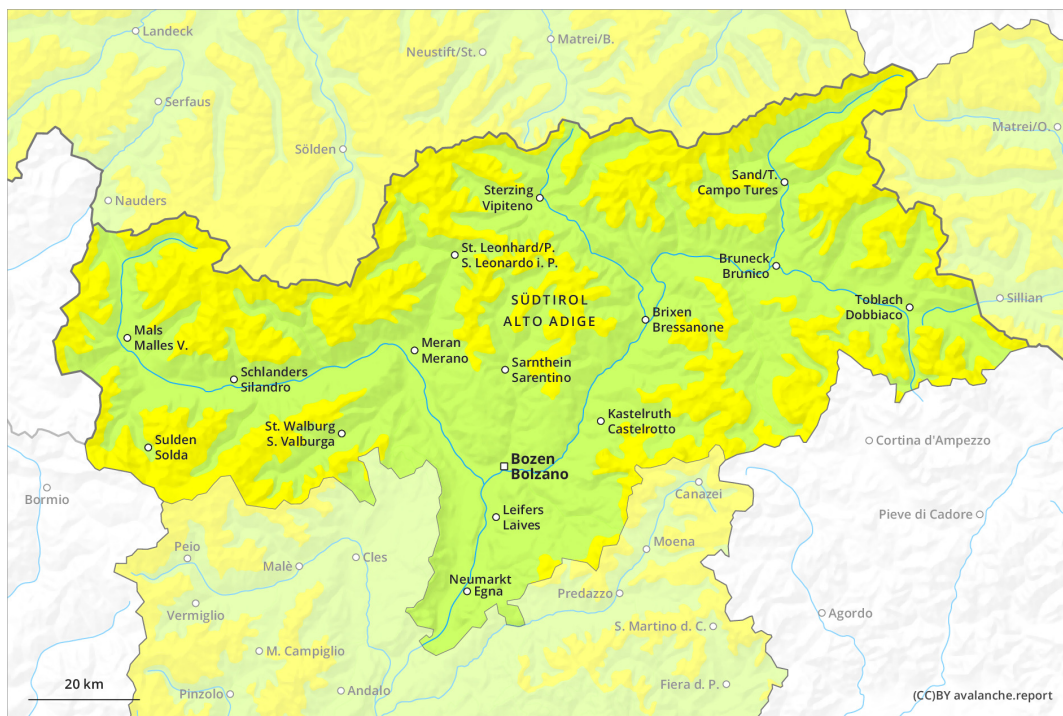 Landeck
Matrei/B.
Neustift/St.
Serfaus
Matrei/O.
Sölden
Sand/T.
Campo Tures
Sterzing
Vipiteno
Nauders
St. Leonhard/P.
S. Leonardo i. P.
Bruneck
Brunico
SÜDTIROL
ALTO ADIGE
Toblach
Dobbiaco
Sillian
Brixen
Bressanone
Mals
Malles V.
Meran
Merano
Schlanders
Silandro
Sarnthein
Sarentino
Kastelruth
Castelrotto
St. Walburg
S. Valburga
Sulden
Solda
Cortina d'Ampezzo
Bozen
Bolzano
Bormio
Canazei
Leifers
Laives
Pieve di Cadore
Moena
Peio
Cles
Malè
Neumarkt
Egna
Predazzo
Vermiglio
Agordo
S. Martino d. C.
M. Campiglio
20 km
Pinzolo
Andalo
Fiera d. P.
(CC)BY avalanche.report